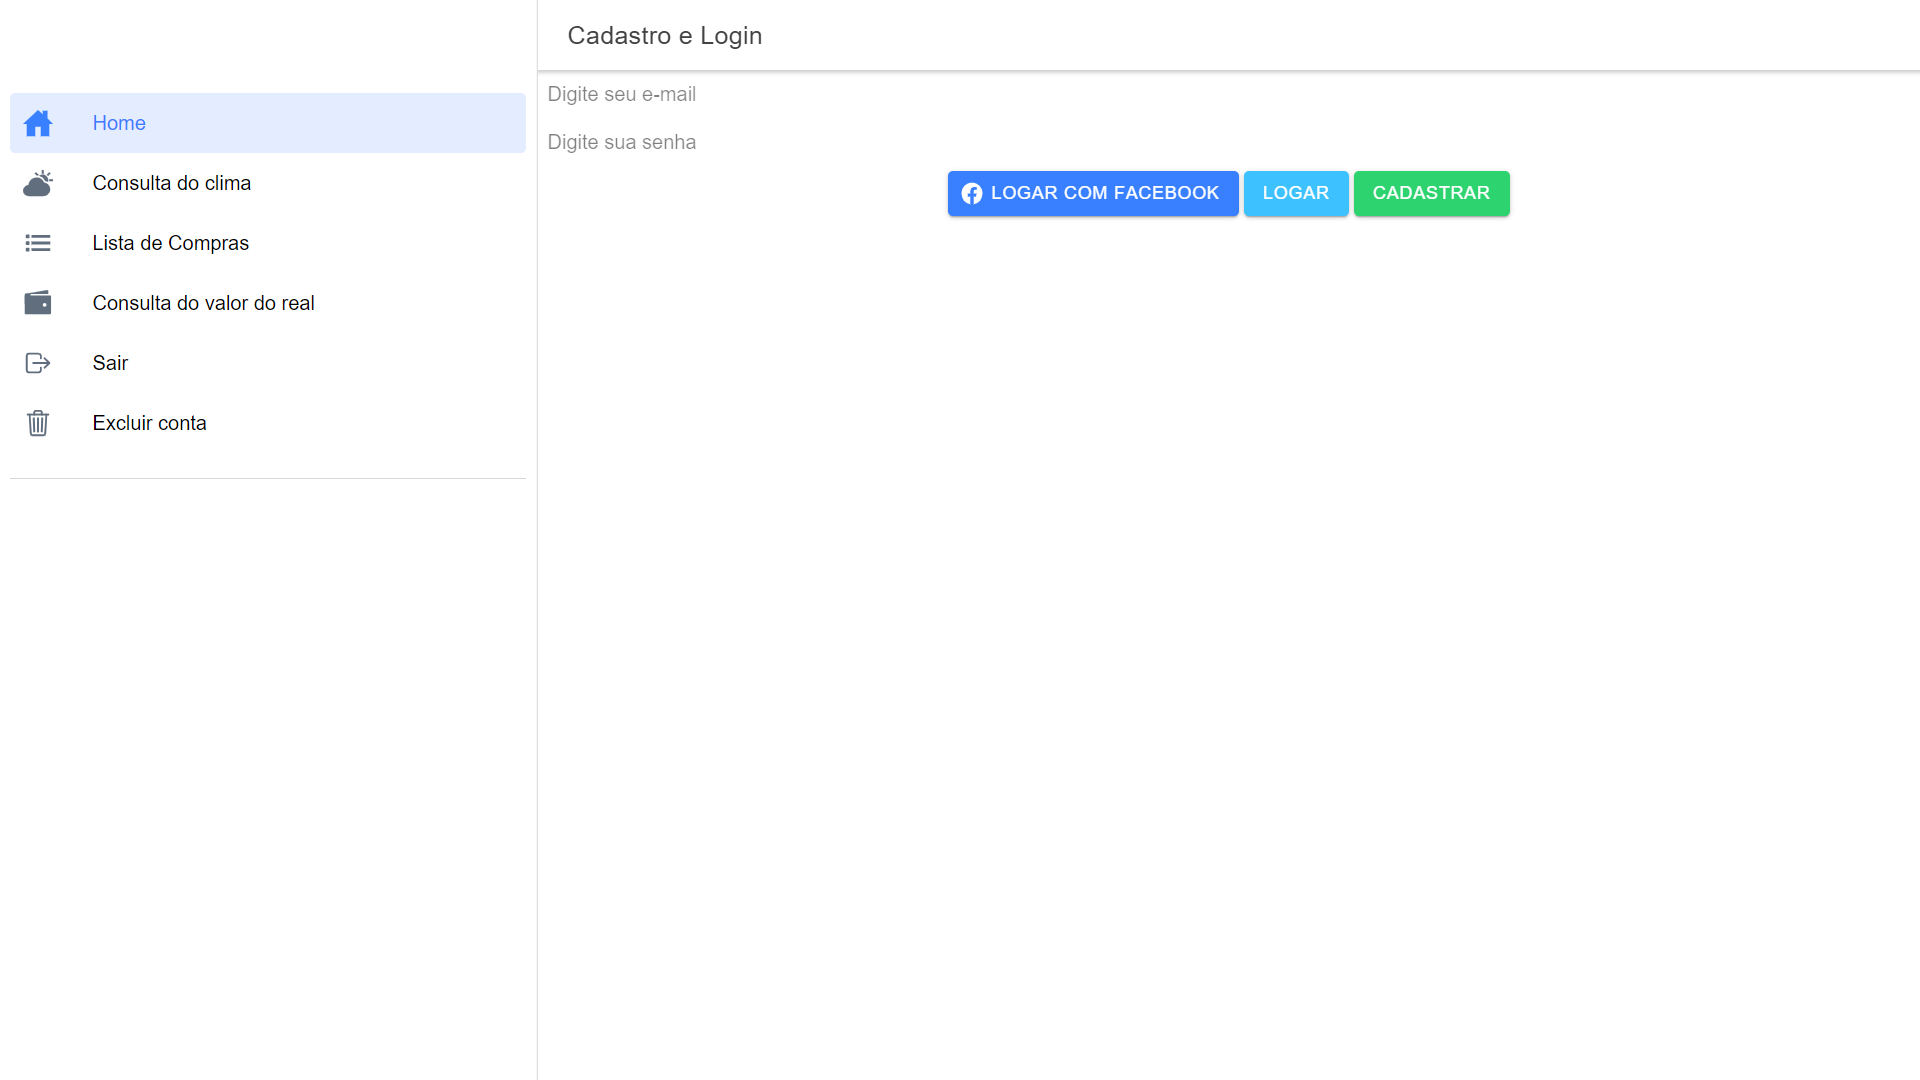 Home
Consulta do clima
Lista de Compras
Consulta do valor do real
Sair
Excluir conta
Cadastro e Login
Digite seu e-mail
Digite sua senha
LOGAR COM FACEBOOK LOGAR CADASTRAR